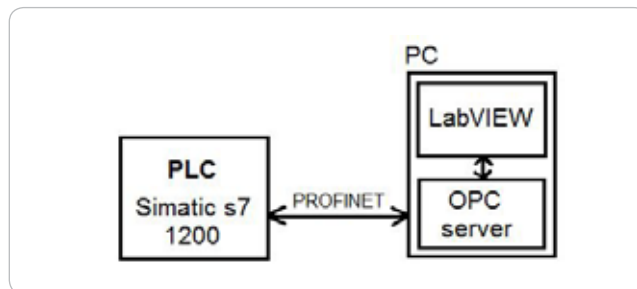 PC
LabVIEW
PLC
Simatic s7
1200
PROFINET
OPC
server